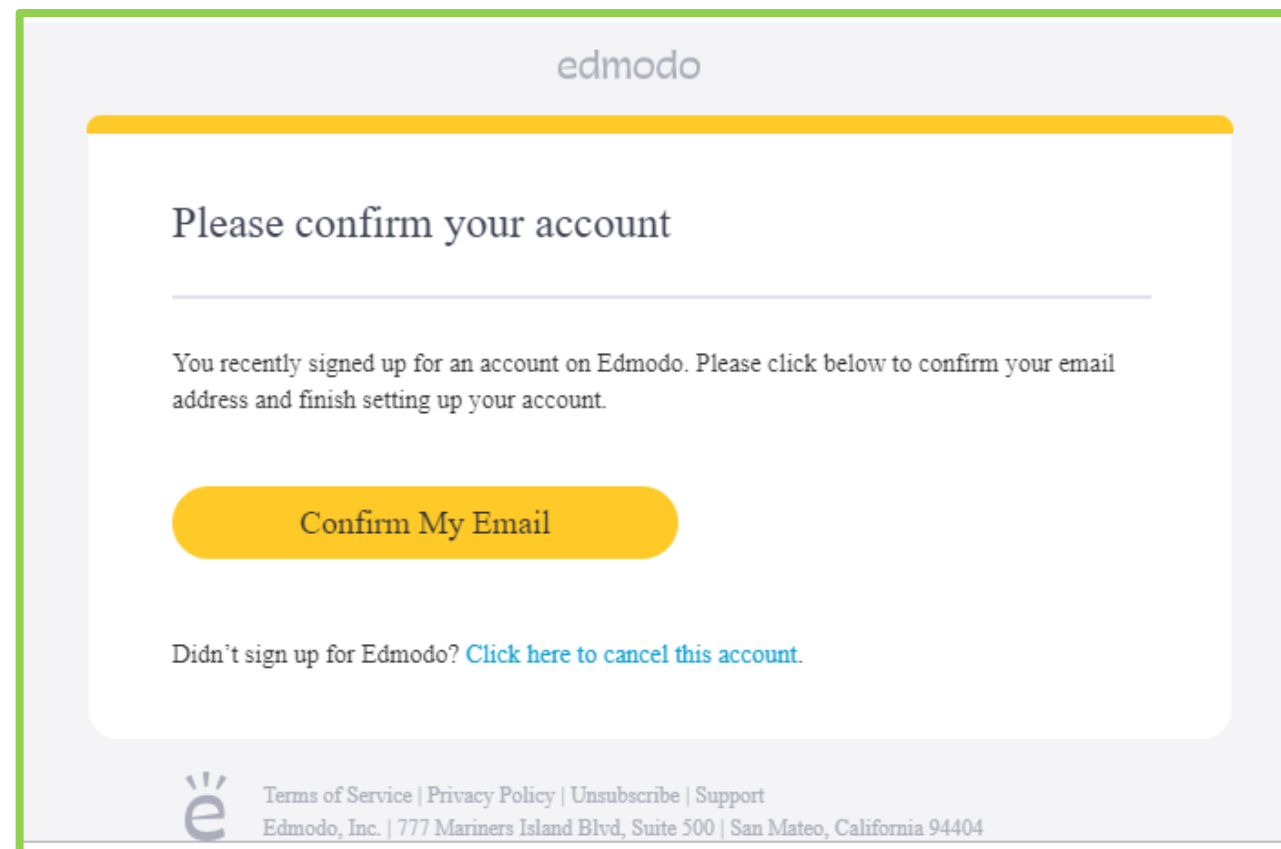 edmodo
Please confirm your account
You recently signed up for an account on Edmodo. Please click below to confirm your email
address and finish setting up your account.
Confirm My Email
Didn’t sign up for Edmodo? Click here to cancel this account.
ë
Terms of Service | Privacy Policy | Unsubscribe | Support
Edmodo, Inc. | 777 Mariners Island Blvd, Suite 500 | San Mateo, California 94404